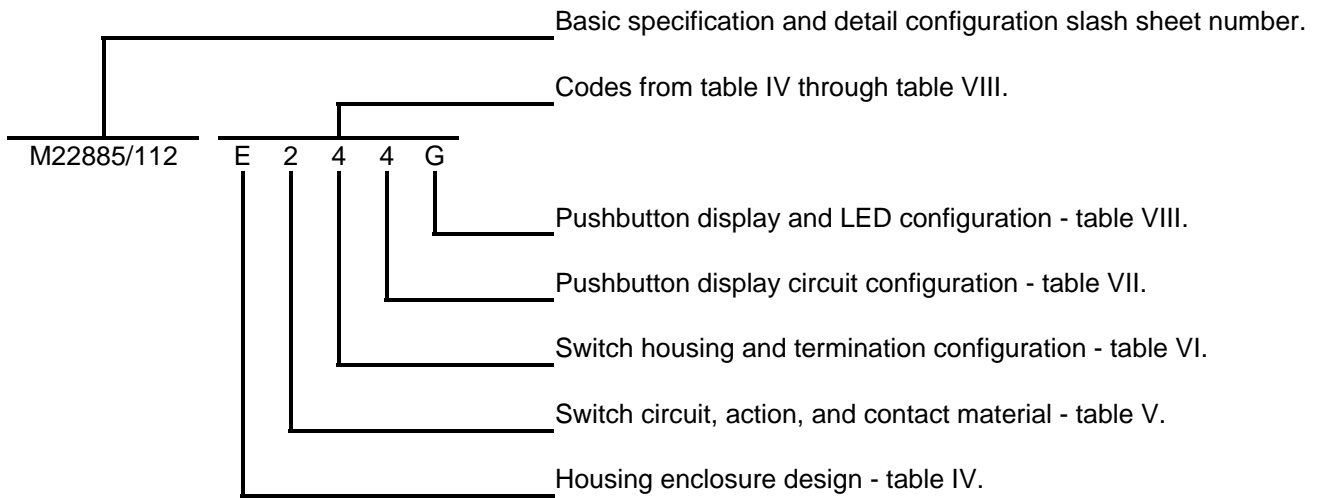 Basic specification and detail configuration slash sheet number.
Codes from table IV through table VIII.
M22885/112 E 2 4 4 G
Pushbutton display and LED configuration - table VIII.
Pushbutton display circuit configuration - table VII.
Switch housing and termination configuration - table VI.
Switch circuit, action, and contact material - table V.
Housing enclosure design - table IV.